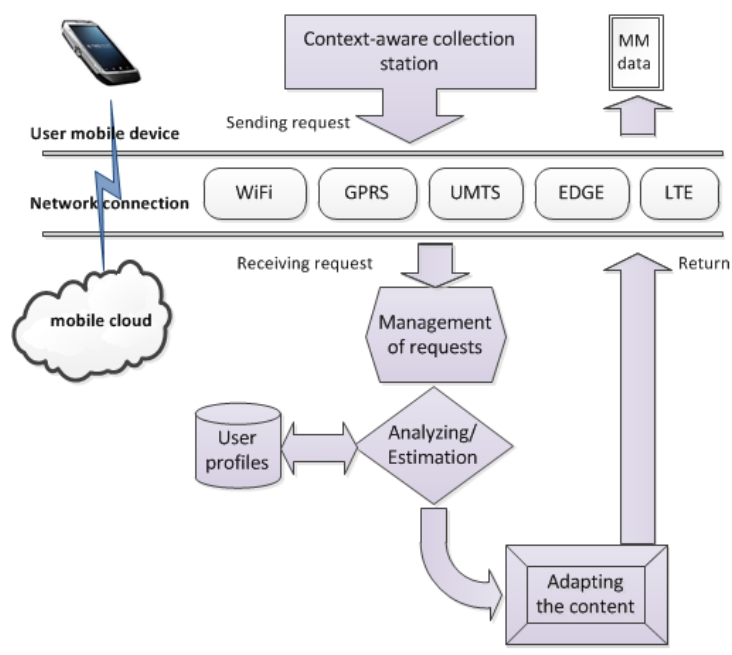 Context-aware collection
station
MM
data
Sending request
User mobile device
Network connection
WiFi
GPRS
UMTS
EDGE
LTE
Receiving request
Return
mobile cloud
Management
of requests
User
profiles
Analyzing/
Estimation
Adapting
the content